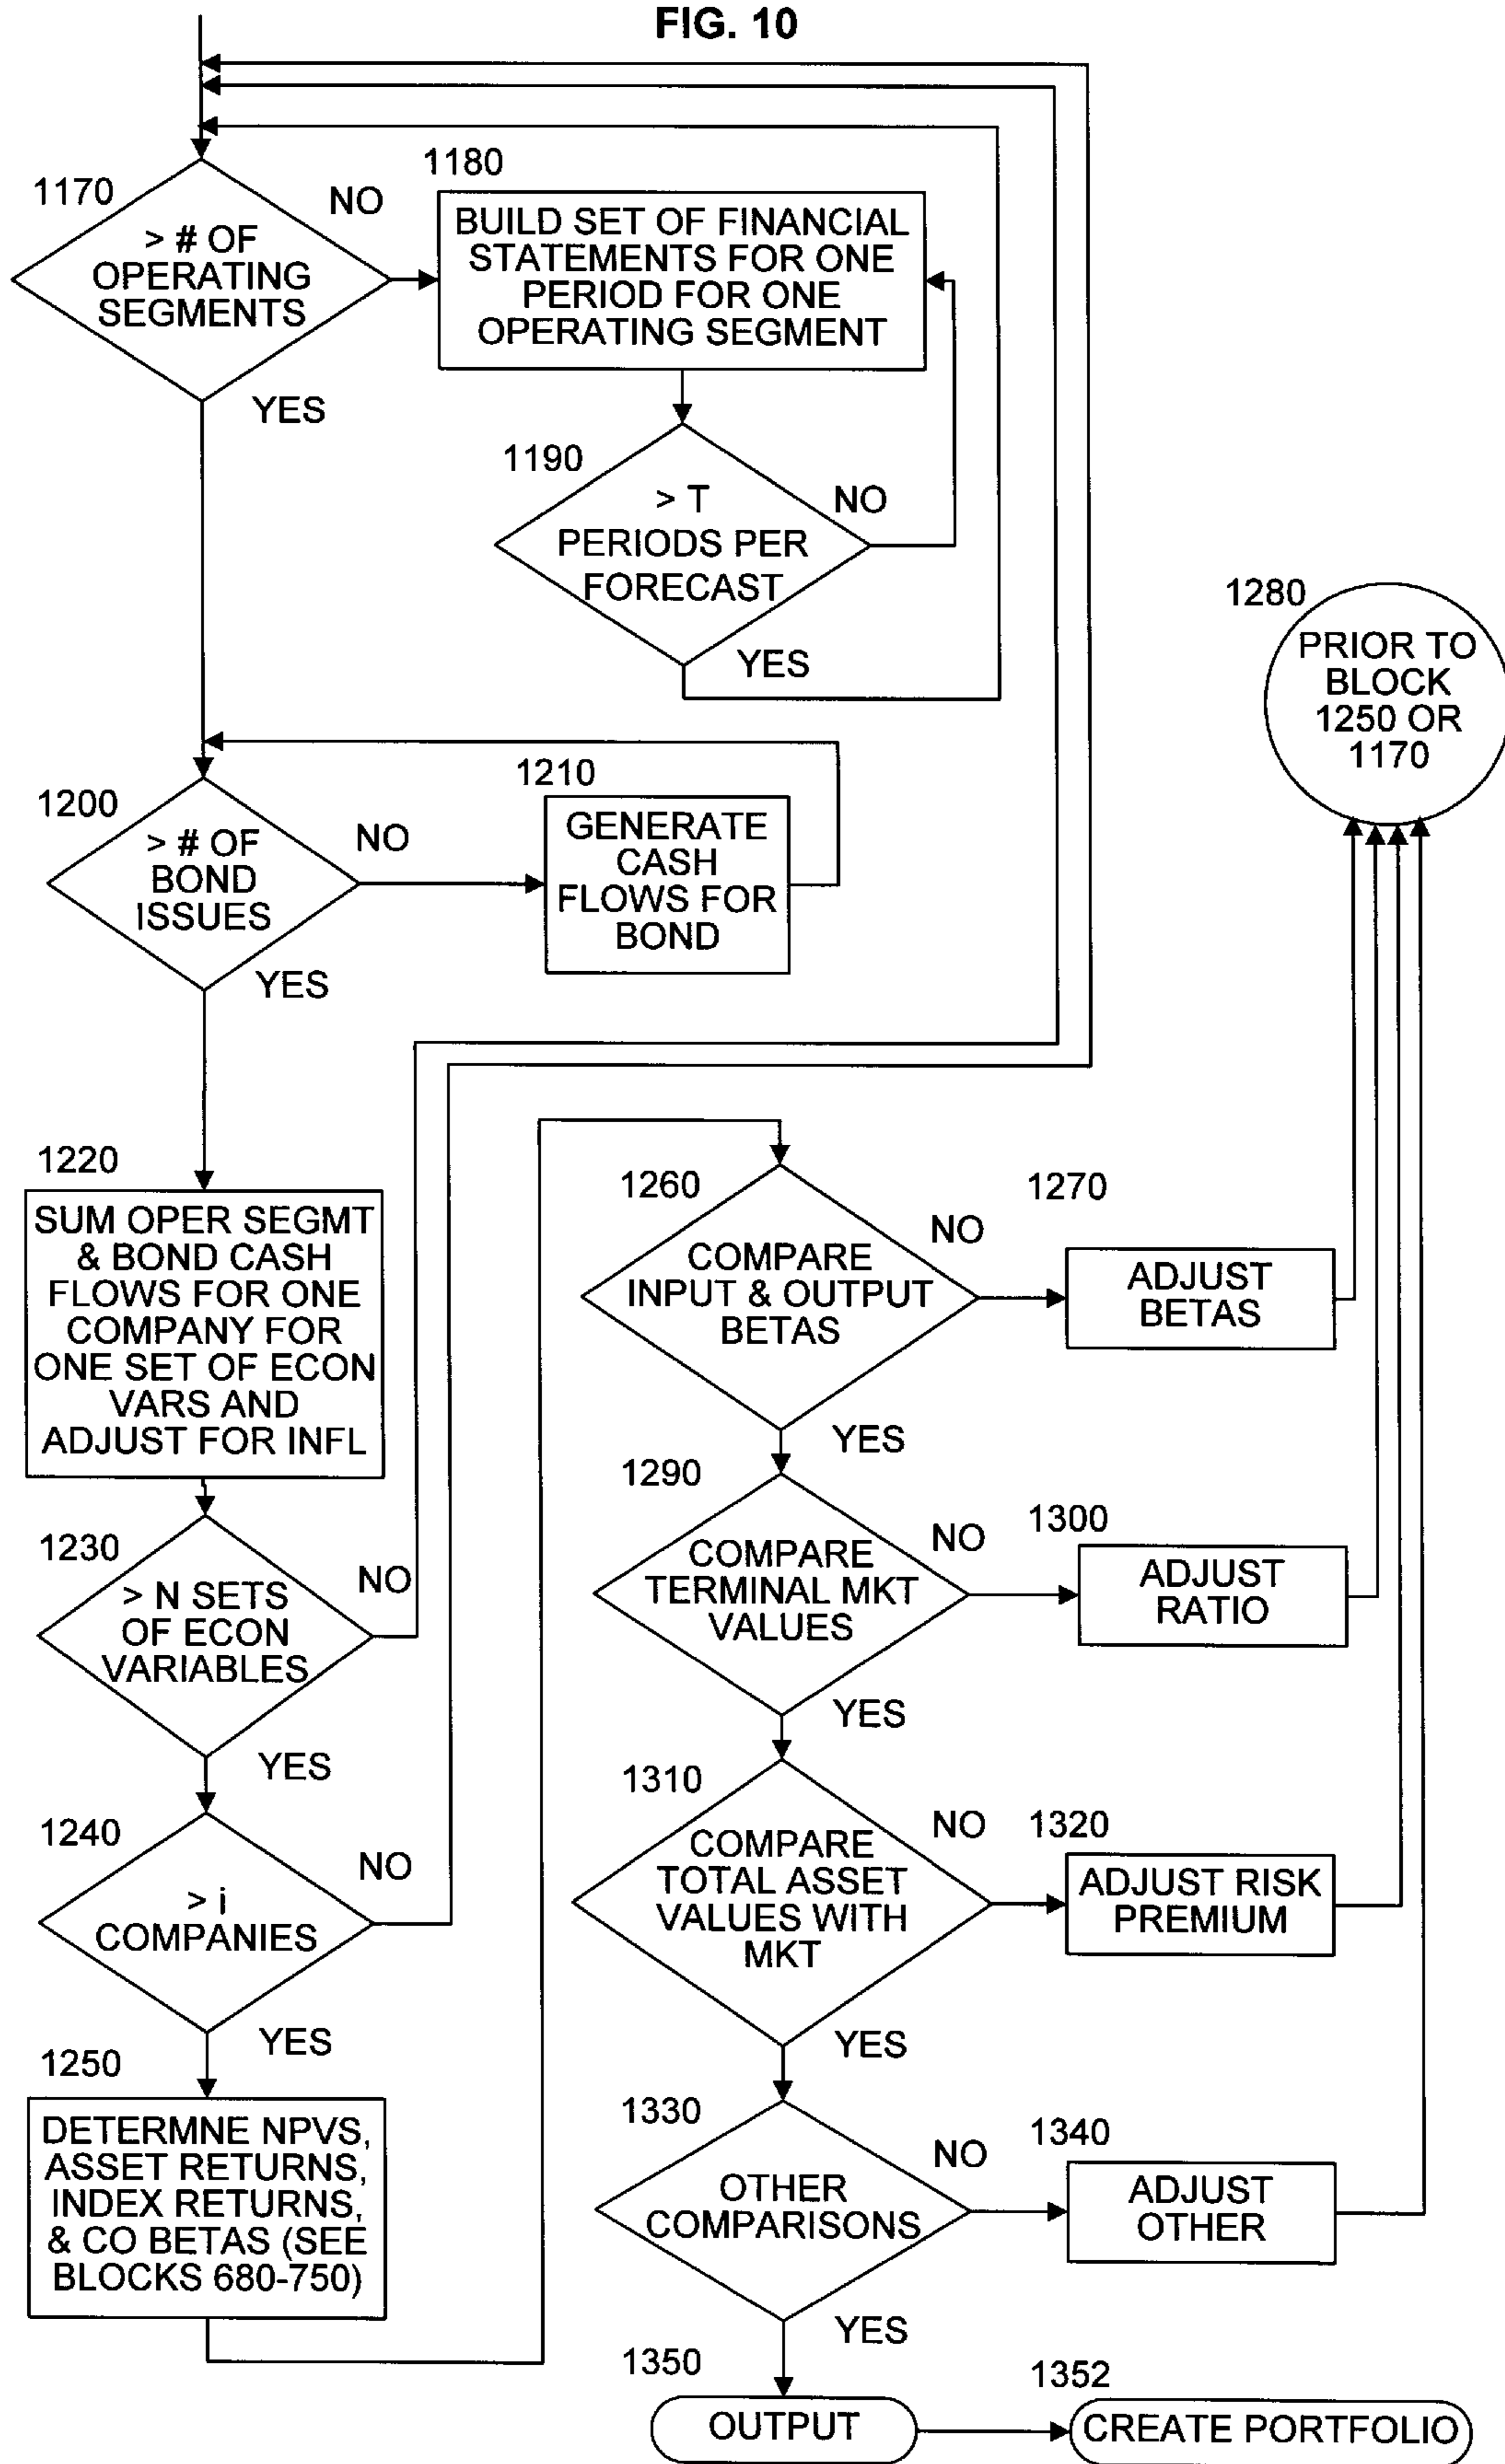 FIG. 10
1170
> # OF
OPERATING
SEGMENTS
NO
YES
1180
BUILD SET OF FINANCIAL
STATEMENTS FOR ONE
PERIOD FOR ONE
OPERATING SEGMENT
1190
> T
PERIODS PER
FORECAST
NO
YES
1200
> # OF
BOND
ISSUES
NO
YES
1210
GENERATE
CASH
FLOWS FOR
BOND
1220
SUM OPER SEGMT
& BOND CASH
FLOWS FOR ONE
COMPANY FOR
ONE SET OF ECON
VARS AND
ADJUST FOR INFL
1230
> N SETS
OF ECON
VARIABLES
NO
YES
1240
> i
COMPANIES
NO
YES
1250
DETERMNE NPVS,
ASSET RETURNS,
INDEX RETURNS,
& CO BETAS (SEE
BLOCKS 680-750)
1260
COMPARE
INPUT & OUTPUT
BETAS
NO
YES
1270
ADJUST
BETAS
1280
PRIOR TO
BLOCK
1250 OR
1170
1290
COMPARE
TERMINAL MKT
VALUES
NO
YES
1300
ADJUST
RATIO
1310
COMPARE
TOTAL ASSET
VALUES WITH
MKT
NO
YES
1320
ADJUST RISK
PREMIUM
1330
OTHER
COMPARISONS
NO
YES
1340
ADJUST
OTHER
1350
OUTPUT
1352
CREATE PORTFOLIO